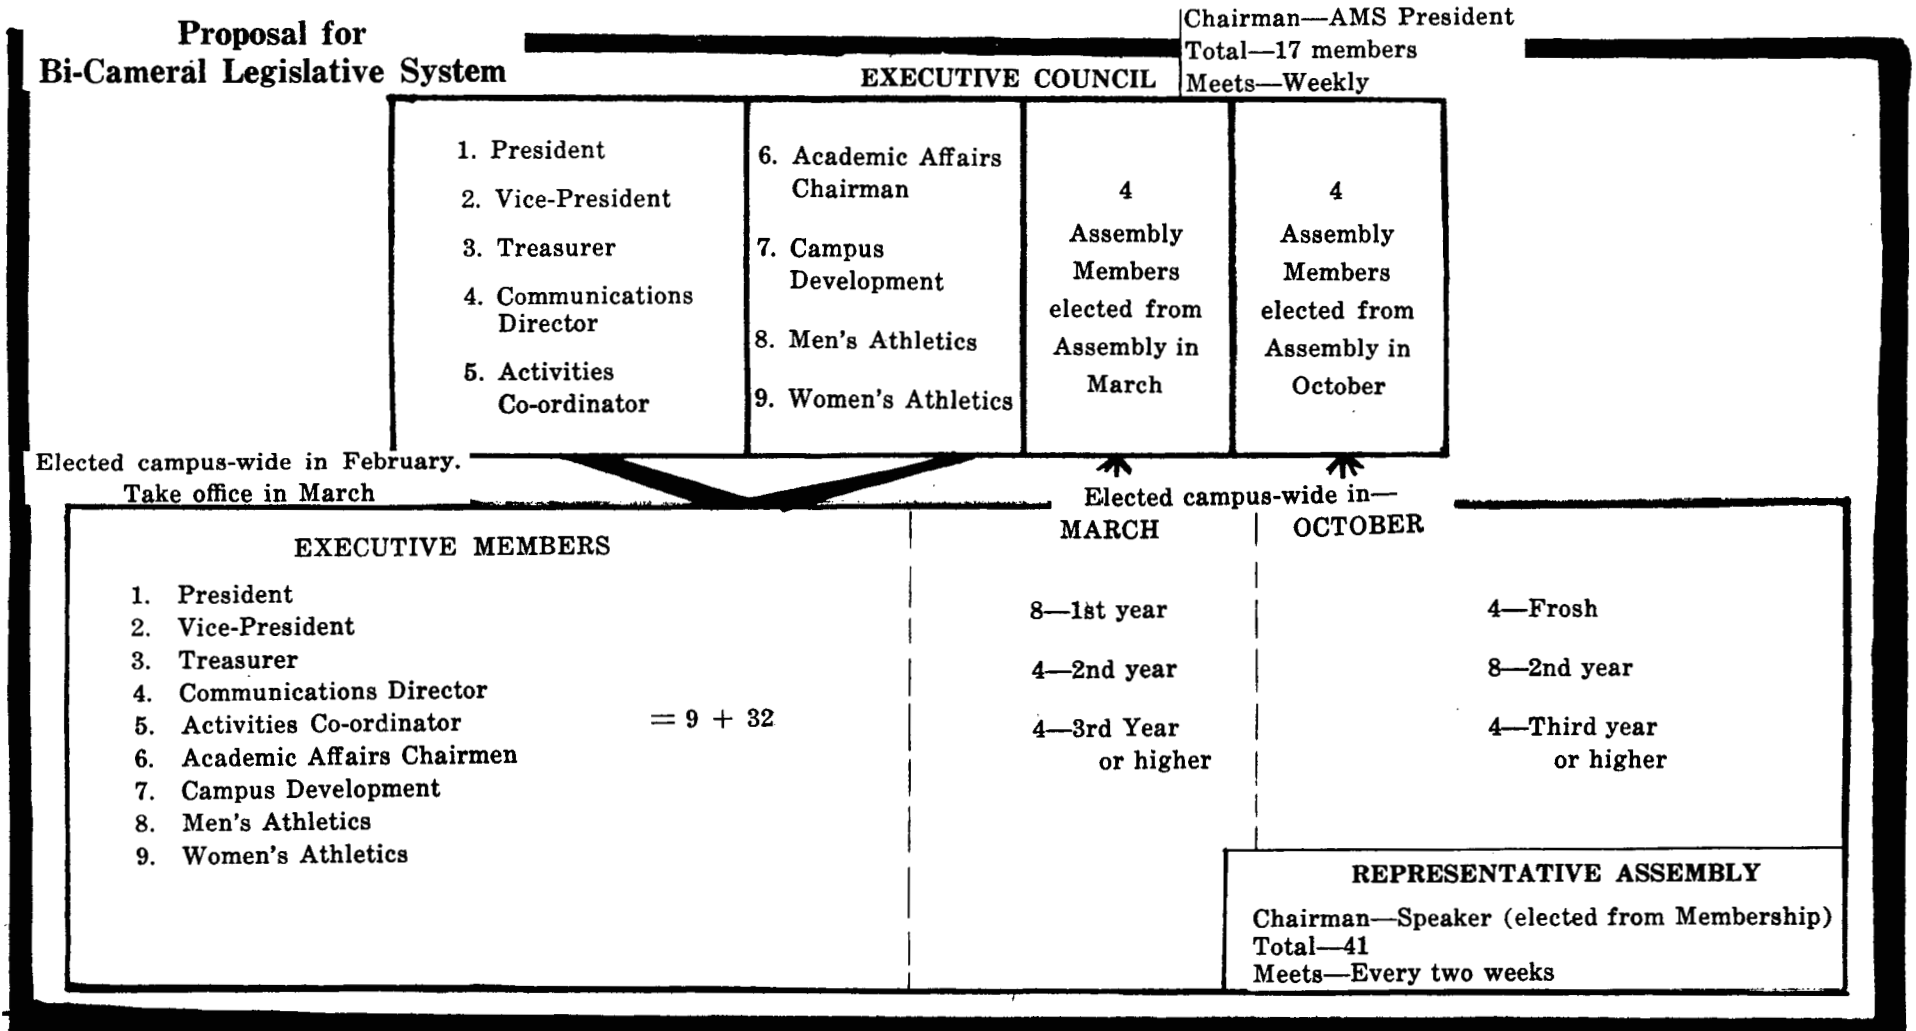 Proposal for
Bi-Cameral Legislative System
EXECUTIVE COUNCIL
Chairman—AMS President
Total—17 members
Meets—Weekly
1. President
2. Vice-President
3. Treasurer
4. Communications
Director
5. Activities
Co-ordinator
6. Academic Affairs
Chairman
7. Campus
Development
8. Men's Athletics
9. Women's Athletics
4
Assembly
Members
elected from
Assembly in
March
4
Assembly
Members
elected from
Assembly in
October
Elected campus-wide in February.
Take office in March
Elected campus-wide in—
MARCH
OCTOBER
EXECUTIVE MEMBERS
1. President
2. Vice-President
3. Treasurer
4. Communications Director
5. Activities Co-ordinator
6. Academic Affairs Chairmen
7. Campus Development
8. Men's Athletics
9. Women's Athletics
= 9 + 32
8—1st year
4—2nd year
4—3rd Year
or higher
4—Frosh
8—2nd year
4—Third year
or higher
REPRESENTATIVE ASSEMBLY
Chairman—Speaker (elected from Membership)
Total—41
Meets—Every two weeks